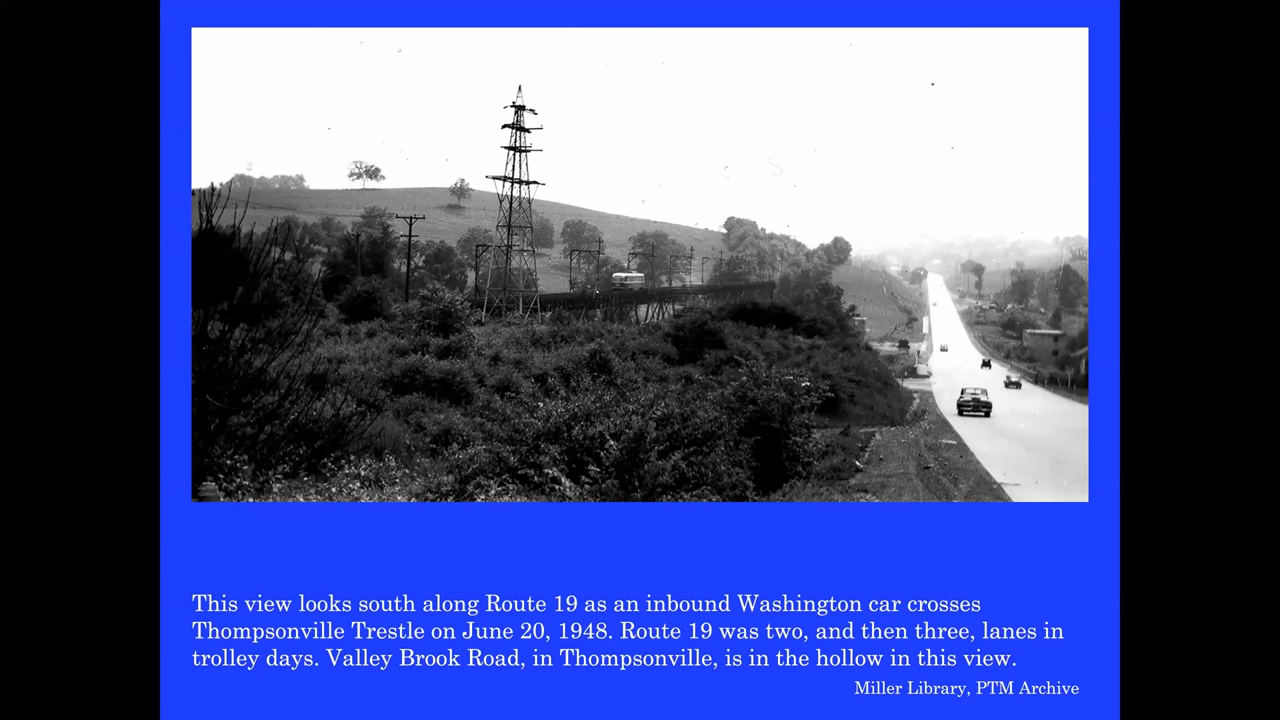 This view looks south along Route 19 as an inbound Washington car crosses
Thompsonville Trestle on June 20, 1948. Route 19 was two, and then three, lanes in
trolley days. Valley Brook Road, in Thompsonville, is in the hollow in this view.
Miller Library, PTM Archive